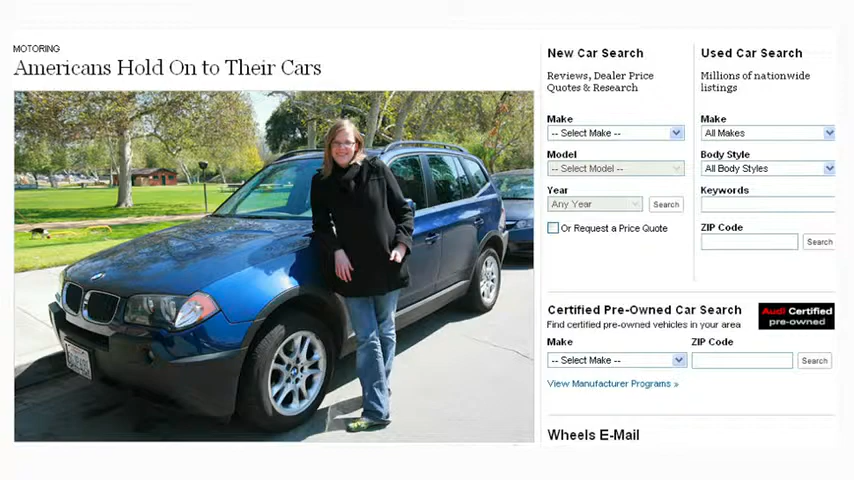 MOTORING
Americans Hold On to Their Cars
New Car Search
Reviews, Dealer Price
Quotes & Research
Make
-- Select Make --
Model
-- Select Model --
Year
Any Year
Search
Or Request a Price Quote
Used Car Search
Millions of nationwide
listings
Make
All Makes
Body Style
All Body Styles
Keywords
ZIP Code
Search
Certified Pre-Owned Car Search
Find certified pre-owned vehicles in your area
Audi Certified
pre-owned
Make
-- Select Make --
ZIP Code
Search
View Manufacturer Programs »
Wheels E-Mail